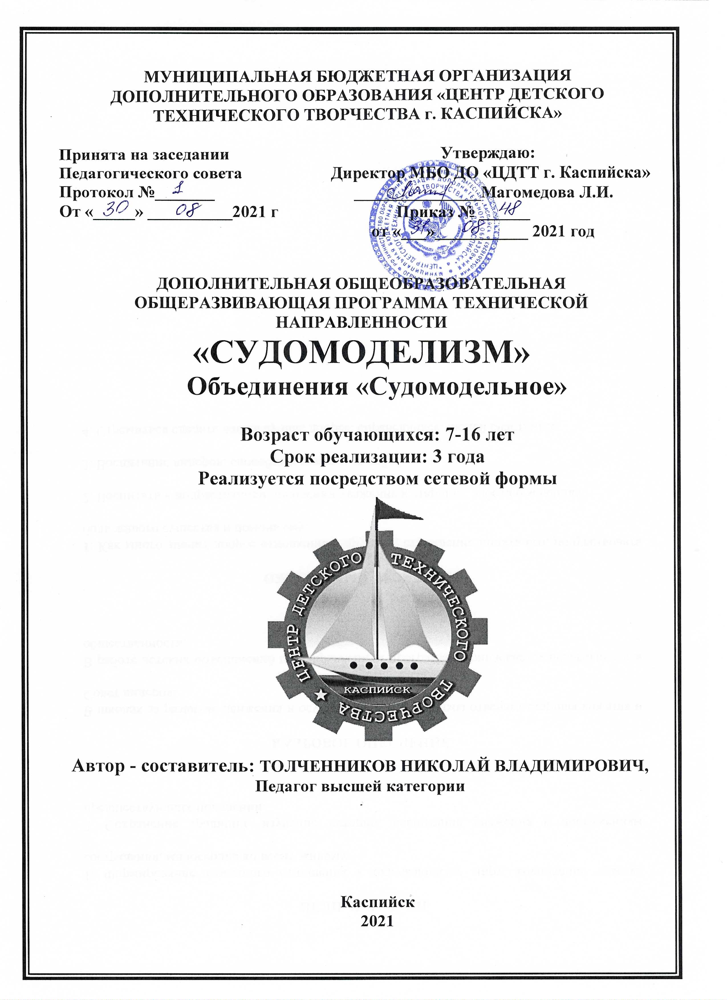 МУНИЦИПАЛЬНАЯ БЮДЖЕТНАЯ ОРГАНИЗАЦИЯ
ДОПОЛНИТЕЛЬНОГО ОБРАЗОВАНИЯ «ЦЕНТР ДЕТСКОГО
ТЕХНИЧЕСКОГО ТВОРЧЕСТВА г. КАСПИЙСКА»
Принята на заседании
Педагогического совета
Протокол № 1
От « 30 » 08 2021 г
Утверждаю:
Директор МБО ДО «ЦДТТ г. Каспийска»
Магомедова Л.И.
Приказ № 48
от « 31 » 08 2021 год
ДОПОЛНИТЕЛЬНАЯ ОБЩЕОБРАЗОВАТЕЛЬНАЯ
ОБЩЕРАЗВИВАЮЩАЯ ПРОГРАММА ТЕХНИЧЕСКОЙ
НАПРАВЛЕННОСТИ
«СУДОМОДЕЛИЗМ»
Объединения «Судомодельное»
Возраст обучающихся: 7-16 лет
Срок реализации: 3 года
Реализуется посредством сетевой формы
ЦЕНТР ДЕТСКОГО ТЕХНИЧЕСКОГО ТВОРЧЕСТВА
КАСПИЙСК
Автор - составитель: ТОЛЧЕННИКОВ НИКОЛАЙ ВЛАДИМИРОВИЧ,
Педагог высшей категории
Каспийск
2021